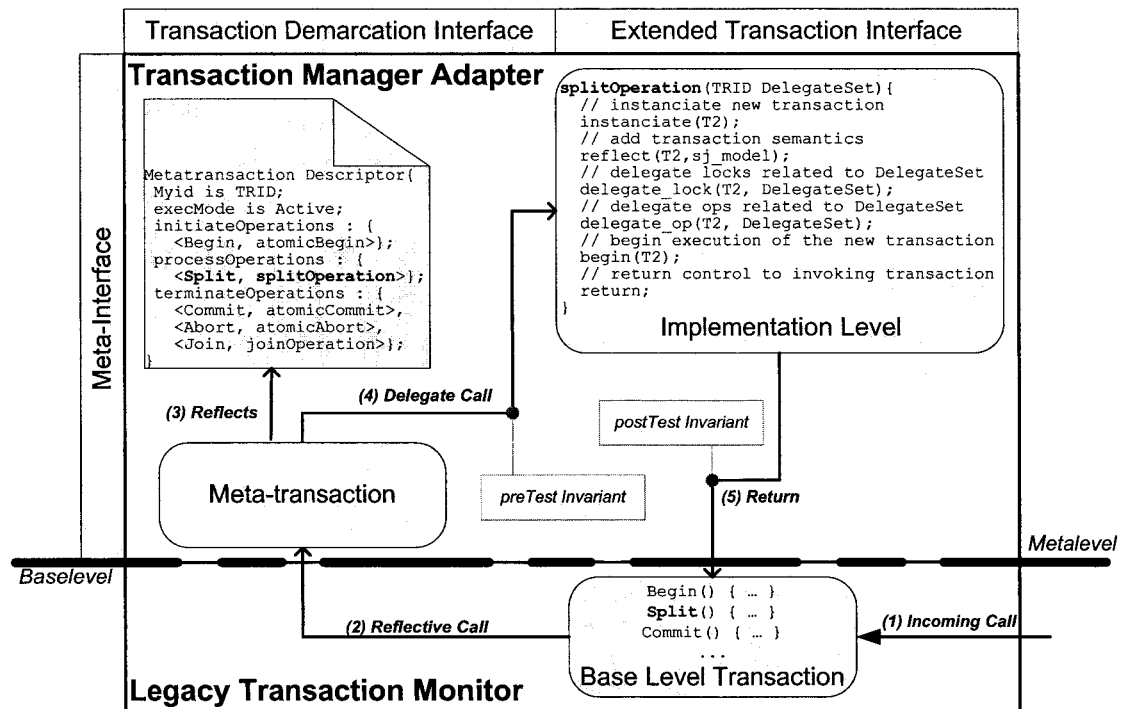 Transaction Demarcation Interface
Extended Transaction Interface
Meta-Interface
Transaction Manager Adapter
Metatransaction Descriptor{
Myid is TRID;
execMode is Active;
initiateOperations : {
<Begin, atomicBegin>};
processOperations : {
<Split, splitOperation>};
terminateOperations : {
<Commit, atomicCommit>,
<Abort, atomicAbort>,
<Join, joinOperation>};
}
splitOperation(TRID DelegateSet){
// instanciate new transaction
instanciate(T2);
// add transaction semantics
reflect(T2,sj_model);
// delegate locks related to DelegateSet
delegate_lock(T2, DelegateSet);
// delegate ops related to DelegateSet
delegate_op(T2, DelegateSet);
// begin execution of the new transaction
begin(T2);
// return control to invoking transaction
return;
}
Implementation Level
(3) Reflects
(4) Delegate Call
postTest Invariant
Meta-transaction
preTest Invariant
(5) Return
Metalevel
Baselevel
Begin() { … }
Split() { … }
Commit() { … }
...
Base Level Transaction
(2) Reflective Call
(1) Incoming Call
Legacy Transaction Monitor